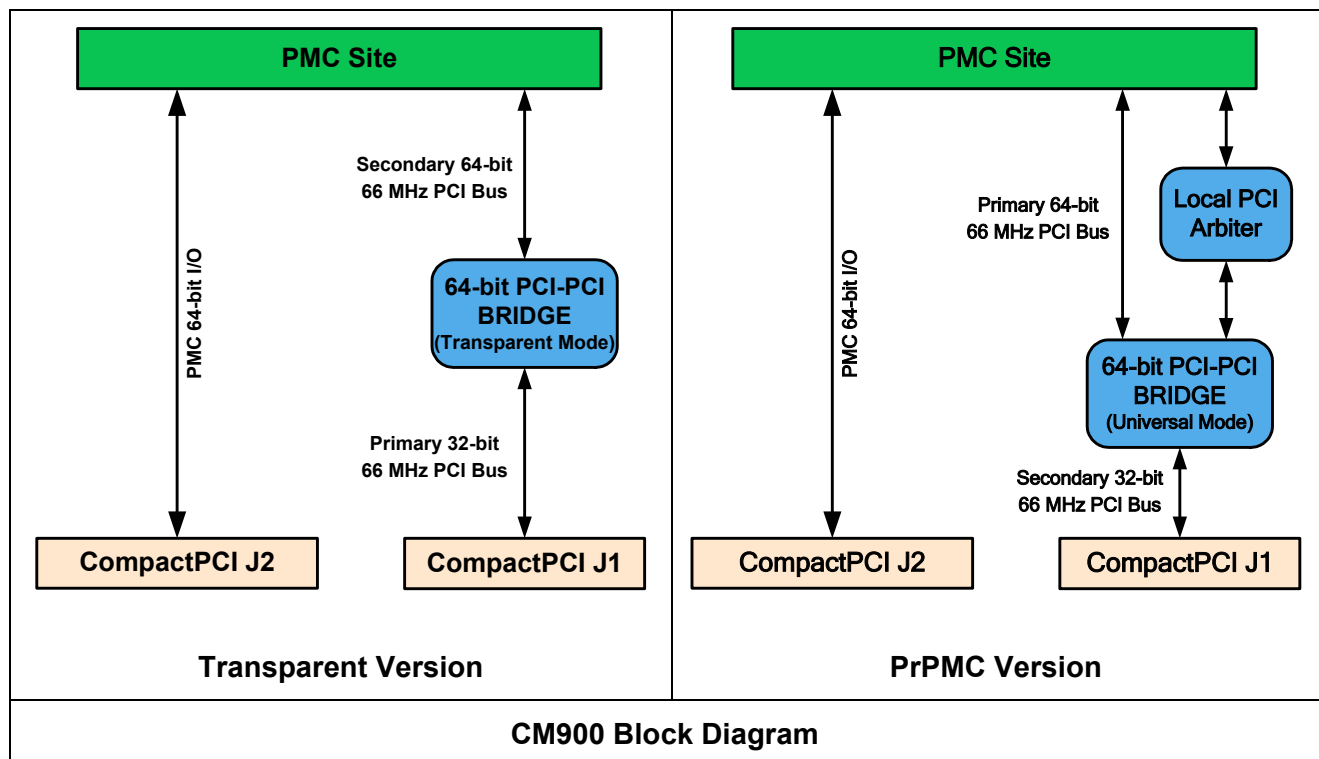 PMC Site
Secondary 64-bit
66 MHz PCI Bus
PMC 64-bit I/O
64-bit PCI-PCI
BRIDGE
(Transparent Mode)
Primary 32-bit
66 MHz PCI Bus
CompactPCI J2
CompactPCI J1
Transparent Version
PMC Site
Primary 64-bit
66 MHz PCI Bus
Local PCI
Arbiter
PMC 64-bit I/O
64-bit PCI-PCI
BRIDGE
(Universal Mode)
Secondary 32-bit
66 MHz PCI Bus
CompactPCI J2
CompactPCI J1
PrPMC Version
CM900 Block Diagram